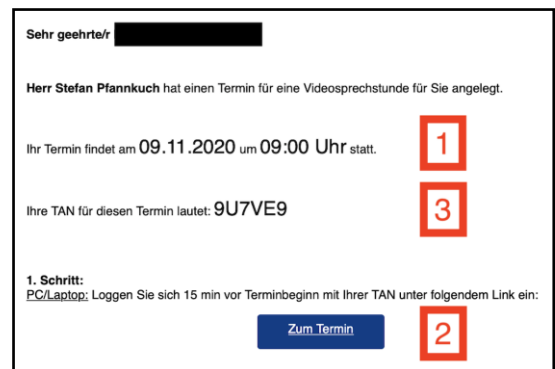 Sehr geehrte/r
Herr Stefan Pfannkuch hat einen Termin für eine Videosprechstunde für Sie angelegt.
Ihr Termin findet am 09.11.2020 um 09:00 Uhr statt.
1
Ihre TAN für diesen Termin lautet: 9U7VE9
3
1. Schritt:
PC/Laptop: Loggen Sie sich 15 min vor Terminbeginn mit Ihrer TAN unter folgendem Link ein:
Zum Termin
2